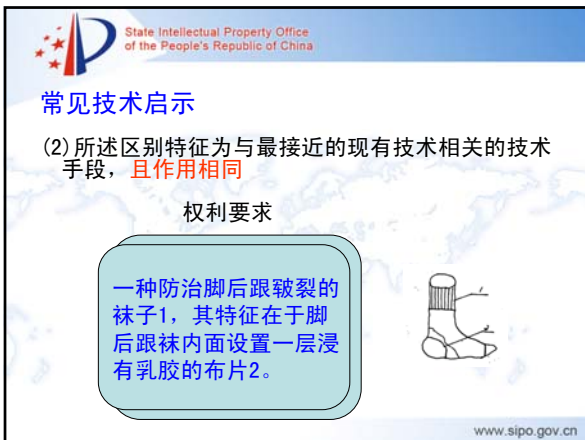 State Intellectual Property Office
of the People's Republic of China
常见技术启示
(2)所述区别特征为与最接近的现有技术相关的技术
手段，且作用相同
权利要求
一种防治脚后跟皲裂的
袜子1，其特征在于脚
后跟袜内面设置一层浸
有乳胶的布片2。
1
2
www.sipo.gov.cn